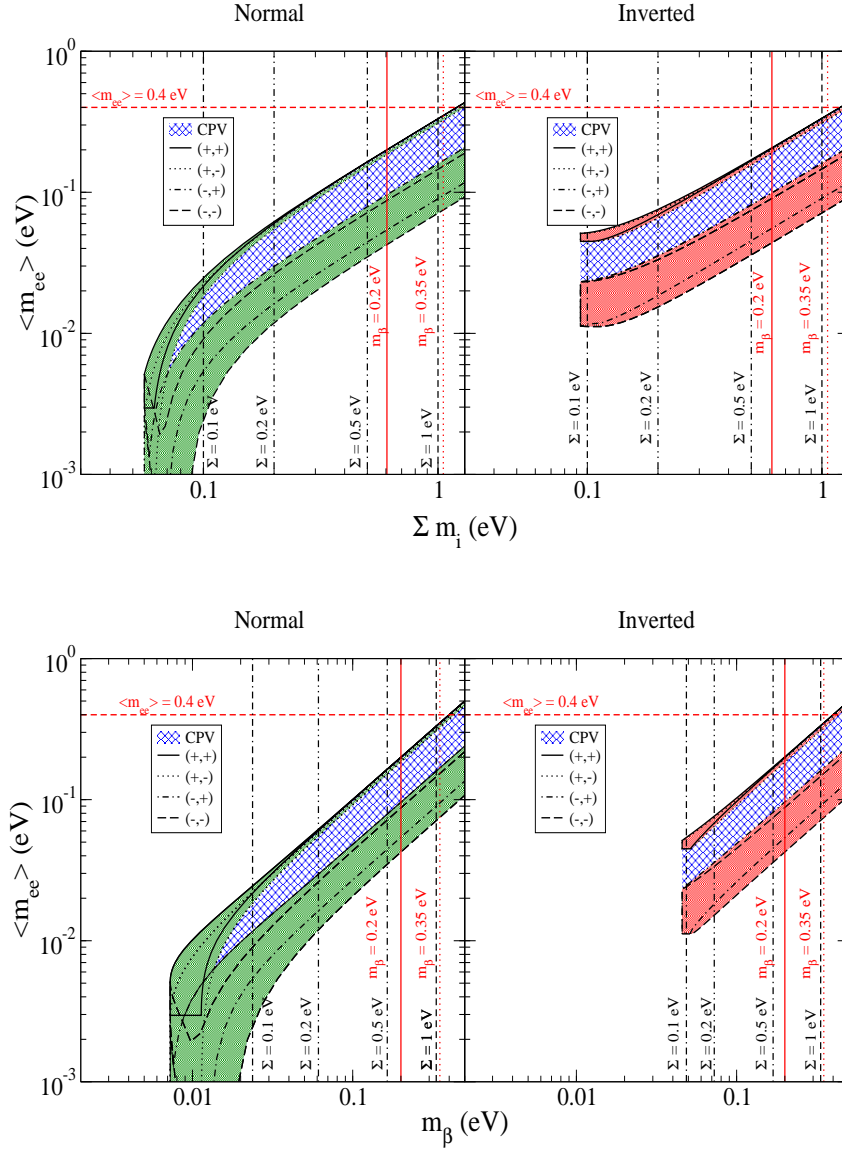 Normal Inverted
10^0
<m_ee> = 0.4 eV <m_ee> = 0.4 eV
CPV CPV
(+,+) (+,+)
(+,-) (+,-)
(-,+) (-,+)
(-,-) (-,-)
10^-1
10^-2
10^-3
<m_ee> (eV)
Σ = 0.1 eV
Σ = 0.2 eV
Σ = 0.5 eV
Σ = 1 eV
m_β = 0.2 eV
m_β = 0.35 eV
Σ = 0.1 eV
Σ = 0.2 eV
Σ = 0.5 eV
Σ = 1 eV
m_β = 0.2 eV
m_β = 0.35 eV
0.1 1 0.1 1
Σ m_i (eV)
Normal Inverted
10^0
<m_ee> = 0.4 eV <m_ee> = 0.4 eV
CPV CPV
(+,+) (+,+)
(+,-) (+,-)
(-,+) (-,+)
(-,-) (-,-)
10^-1
10^-2
10^-3
<m_ee> (eV)
Σ = 0.1 eV
Σ = 0.2 eV
Σ = 0.5 eV
Σ = 1 eV
m_β = 0.2 eV
m_β = 0.35 eV
Σ = 0.1 eV
Σ = 0.2 eV
Σ = 0.5 eV
Σ = 1 eV
m_β = 0.2 eV
m_β = 0.35 eV
0.01 0.1 0.01 0.1
m_β (eV)